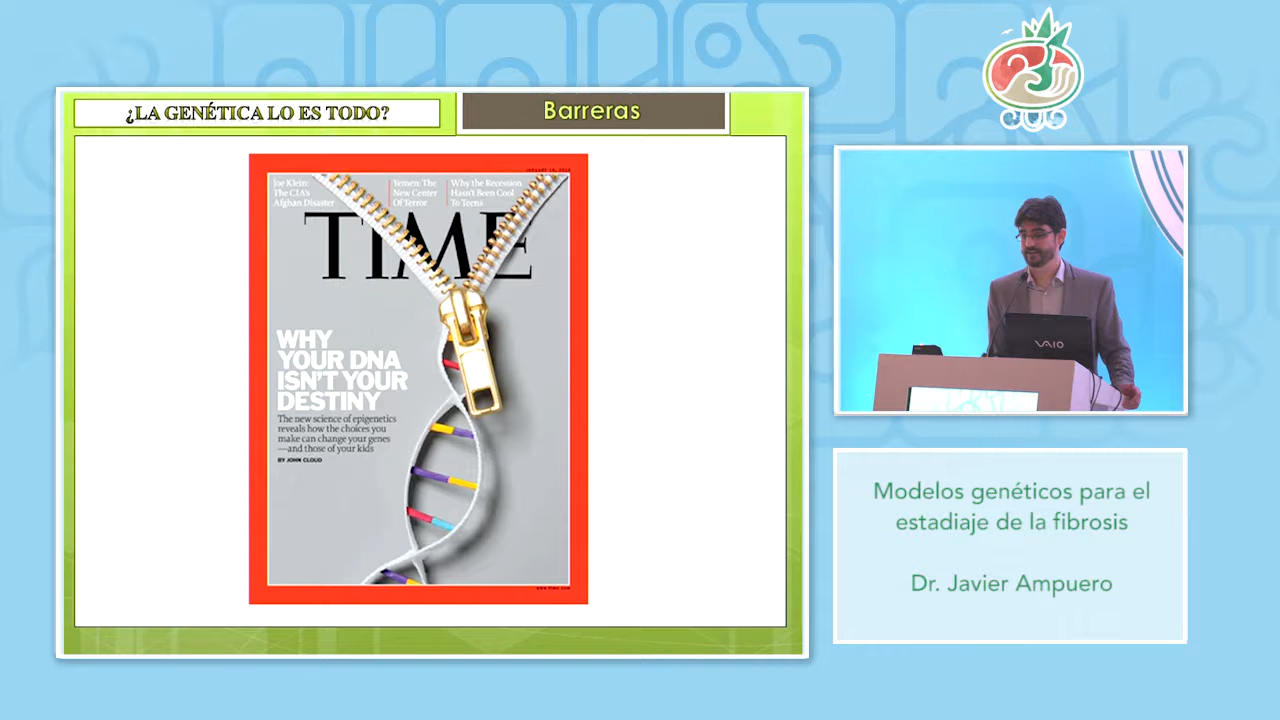 ¿LA GENÉTICA LO ES TODO?
Barreras
Joe Klein:
The CIA's
Afghan Disaster
Yemen: The
New Center
Of Terror
Why the Recession
Hasn't Been Cool
To Teens
TIME
WHY
YOUR DNA
ISN'T YOUR
DESTINY
The new science of epigenetics
reveals how the choices you
make can change your genes
—and those of your kids
BY JOHN CLOUD
www.time.com
VAIO
Modelos genéticos para el
estadiaje de la fibrosis
Dr. Javier Ampuero